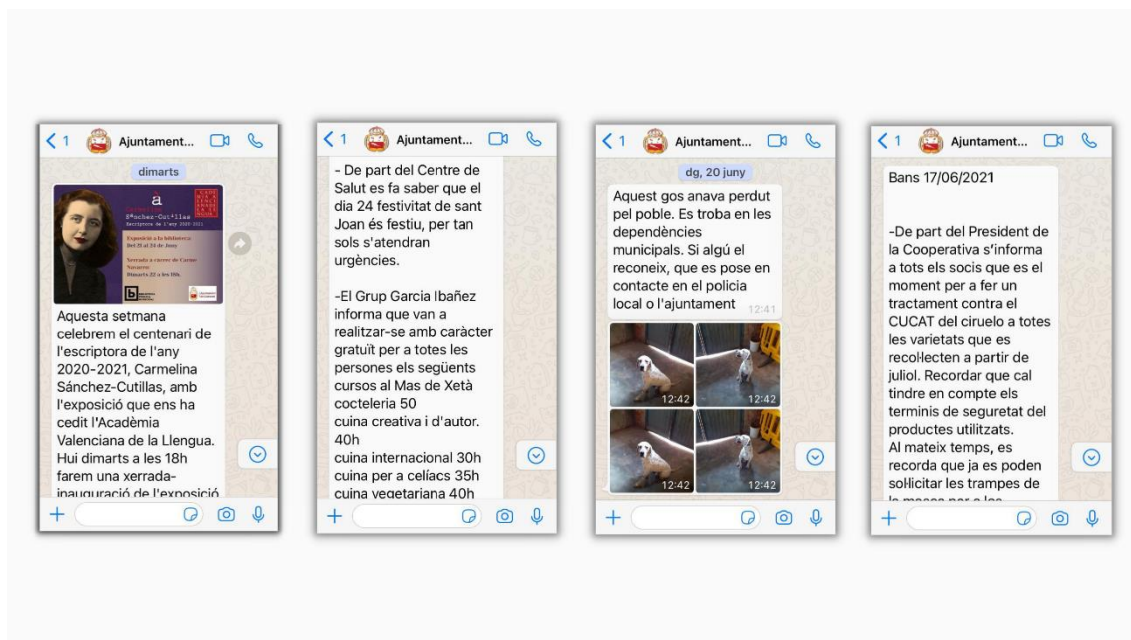 < 1 Ajuntament...
dimarts
à
Carmelina
Sánchez-Cutillas
Escriptora de l'any 2020-2021
Exposició a la biblioteca:
Del 21 al 24 de Juny
Xerrada a càrrec de Carme
Navarro
Dimarts 22 a les 18h.
Aquesta setmana
celebrem el centenari de
l'escriptora de l'any
2020-2021, Carmelina
Sánchez-Cutillas, amb
l'exposició que ens ha
cedit l'Acadèmia
Valenciana de la Llengua.
Hui dimarts a les 18h
farem una xerrada-
inauguració de l'exposició
< 1 Ajuntament...
- De part del Centre de
Salut es fa saber que el
dia 24 festivitat de sant
Joan és festiu, per tan
sols s'atendran
urgències.
-El Grup Garcia Ibañez
informa que van a
realitzar-se amb caràcter
gratuït per a totes les
persones els següents
cursos al Mas de Xetà
cocteleria 50
cuina creativa i d'autor.
40h
cuina internacional 30h
cuina per a celíacs 35h
cuina vegetariana 40h
< 1 Ajuntament...
dg, 20 juny
Aquest gos anava perdut
pel poble. Es troba en les
dependències
municipals. Si algú el
reconeix, que es pose en
contacte en el policia
local o l'ajuntament 12:41
12:42 12:42
12:42 12:42
< 1 Ajuntament...
Bans 17/06/2021
-De part del President de
la Cooperativa s'informa
a tots els socis que es el
moment per a fer un
tractament contra el
CUCAT del ciruelo a totes
les varietats que es
recol·lecten a partir de
juliol. Recordar que cal
tindre en compte els
terminis de seguretat del
productes utilitzats.
Al mateix temps, es
recorda que ja es poden
sol·licitar les trampes de
la mosca per a les